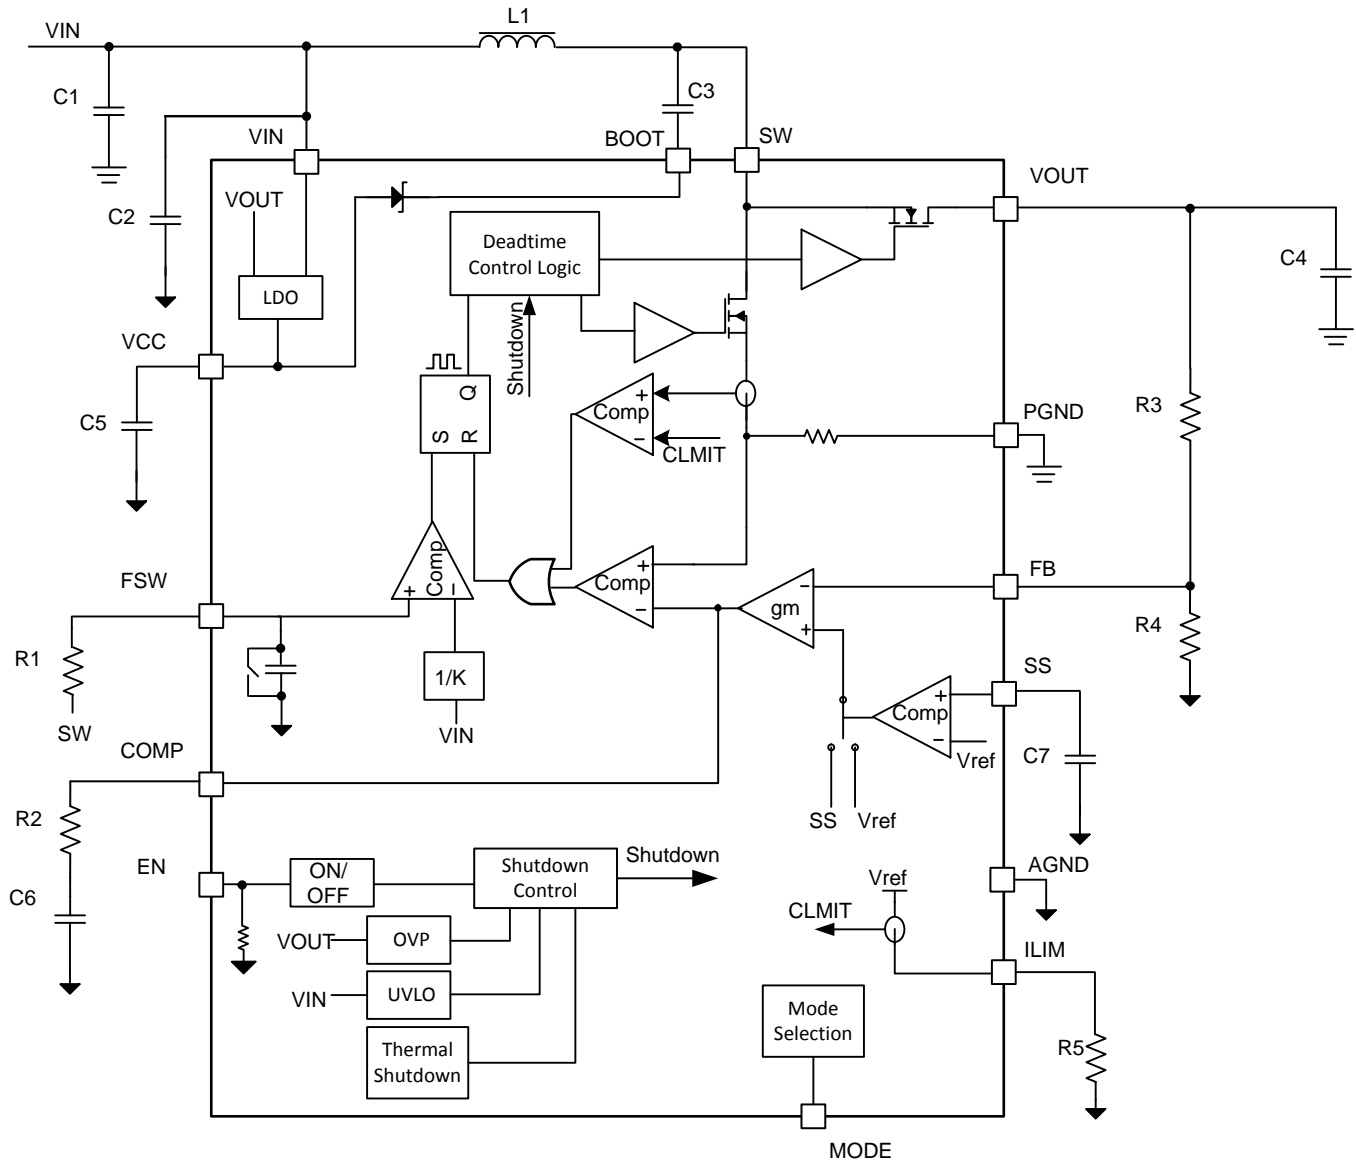 VIN
L1
C1
C3
VIN
BOOT
SW
VOUT
C2
VOUT
Deadtime
Control Logic
C4
LDO
Shutdown
VCC
Q
S
R
+
Comp
−
CLMIT
PGND
R3
C5
FSW
Comp
+
−
+
Comp
−
−
gm
+
FB
R4
R1
SW
1/K
VIN
SS
+
Comp
−
Vref
C7
COMP
SS
Vref
R2
EN
ON/
OFF
Shutdown
Control
Shutdown
AGND
Vref
C6
CLMIT
VOUT
OVP
ILIM
VIN
UVLO
Mode
Selection
Thermal
Shutdown
R5
MODE